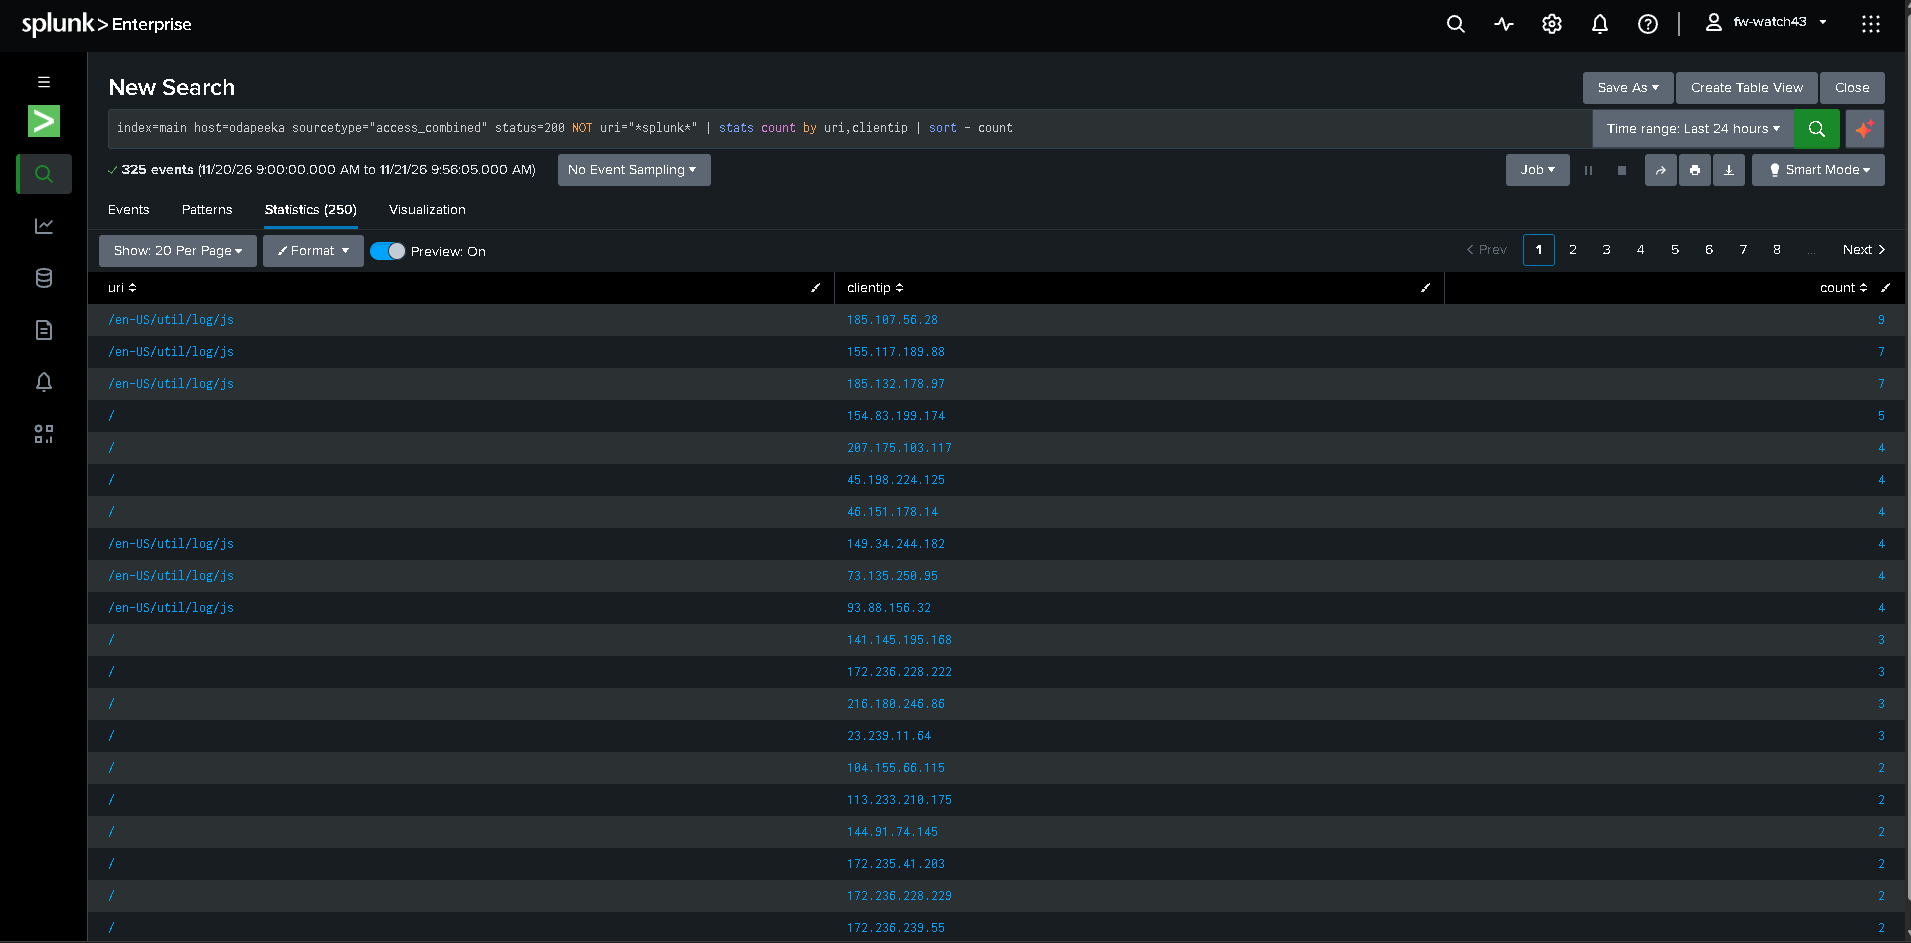 splunk> Enterprise
fw-watch43
New Search
Save As
Create Table View
Close
index=main host=odapeeka sourcetype="access_combined" status=200 NOT uri="*splunk*" | stats count by uri,clientip | sort - count
Time range: Last 24 hours
325 events (11/20/26 9:00:00.000 AM to 11/21/26 9:56:05.000 AM)
No Event Sampling
Job
Smart Mode
Events Patterns Statistics (250) Visualization
Show: 20 Per Page
Format
Preview: On
< Prev 1 2 3 4 5 6 7 8 ... Next >
uri clientip count
/en-US/util/log/js 185.107.56.28 9
/en-US/util/log/js 155.117.189.88 7
/en-US/util/log/js 185.132.178.97 7
/ 154.83.199.174 5
/ 207.175.103.117 4
/ 45.198.224.125 4
/ 46.151.178.14 4
/en-US/util/log/js 149.34.244.182 4
/en-US/util/log/js 73.135.250.95 4
/en-US/util/log/js 93.88.156.32 4
/ 141.145.195.168 3
/ 172.236.228.222 3
/ 216.180.246.86 3
/ 23.239.11.64 3
/ 104.155.66.115 2
/ 113.233.210.175 2
/ 144.91.74.145 2
/ 172.235.41.203 2
/ 172.236.228.229 2
/ 172.236.239.55 2